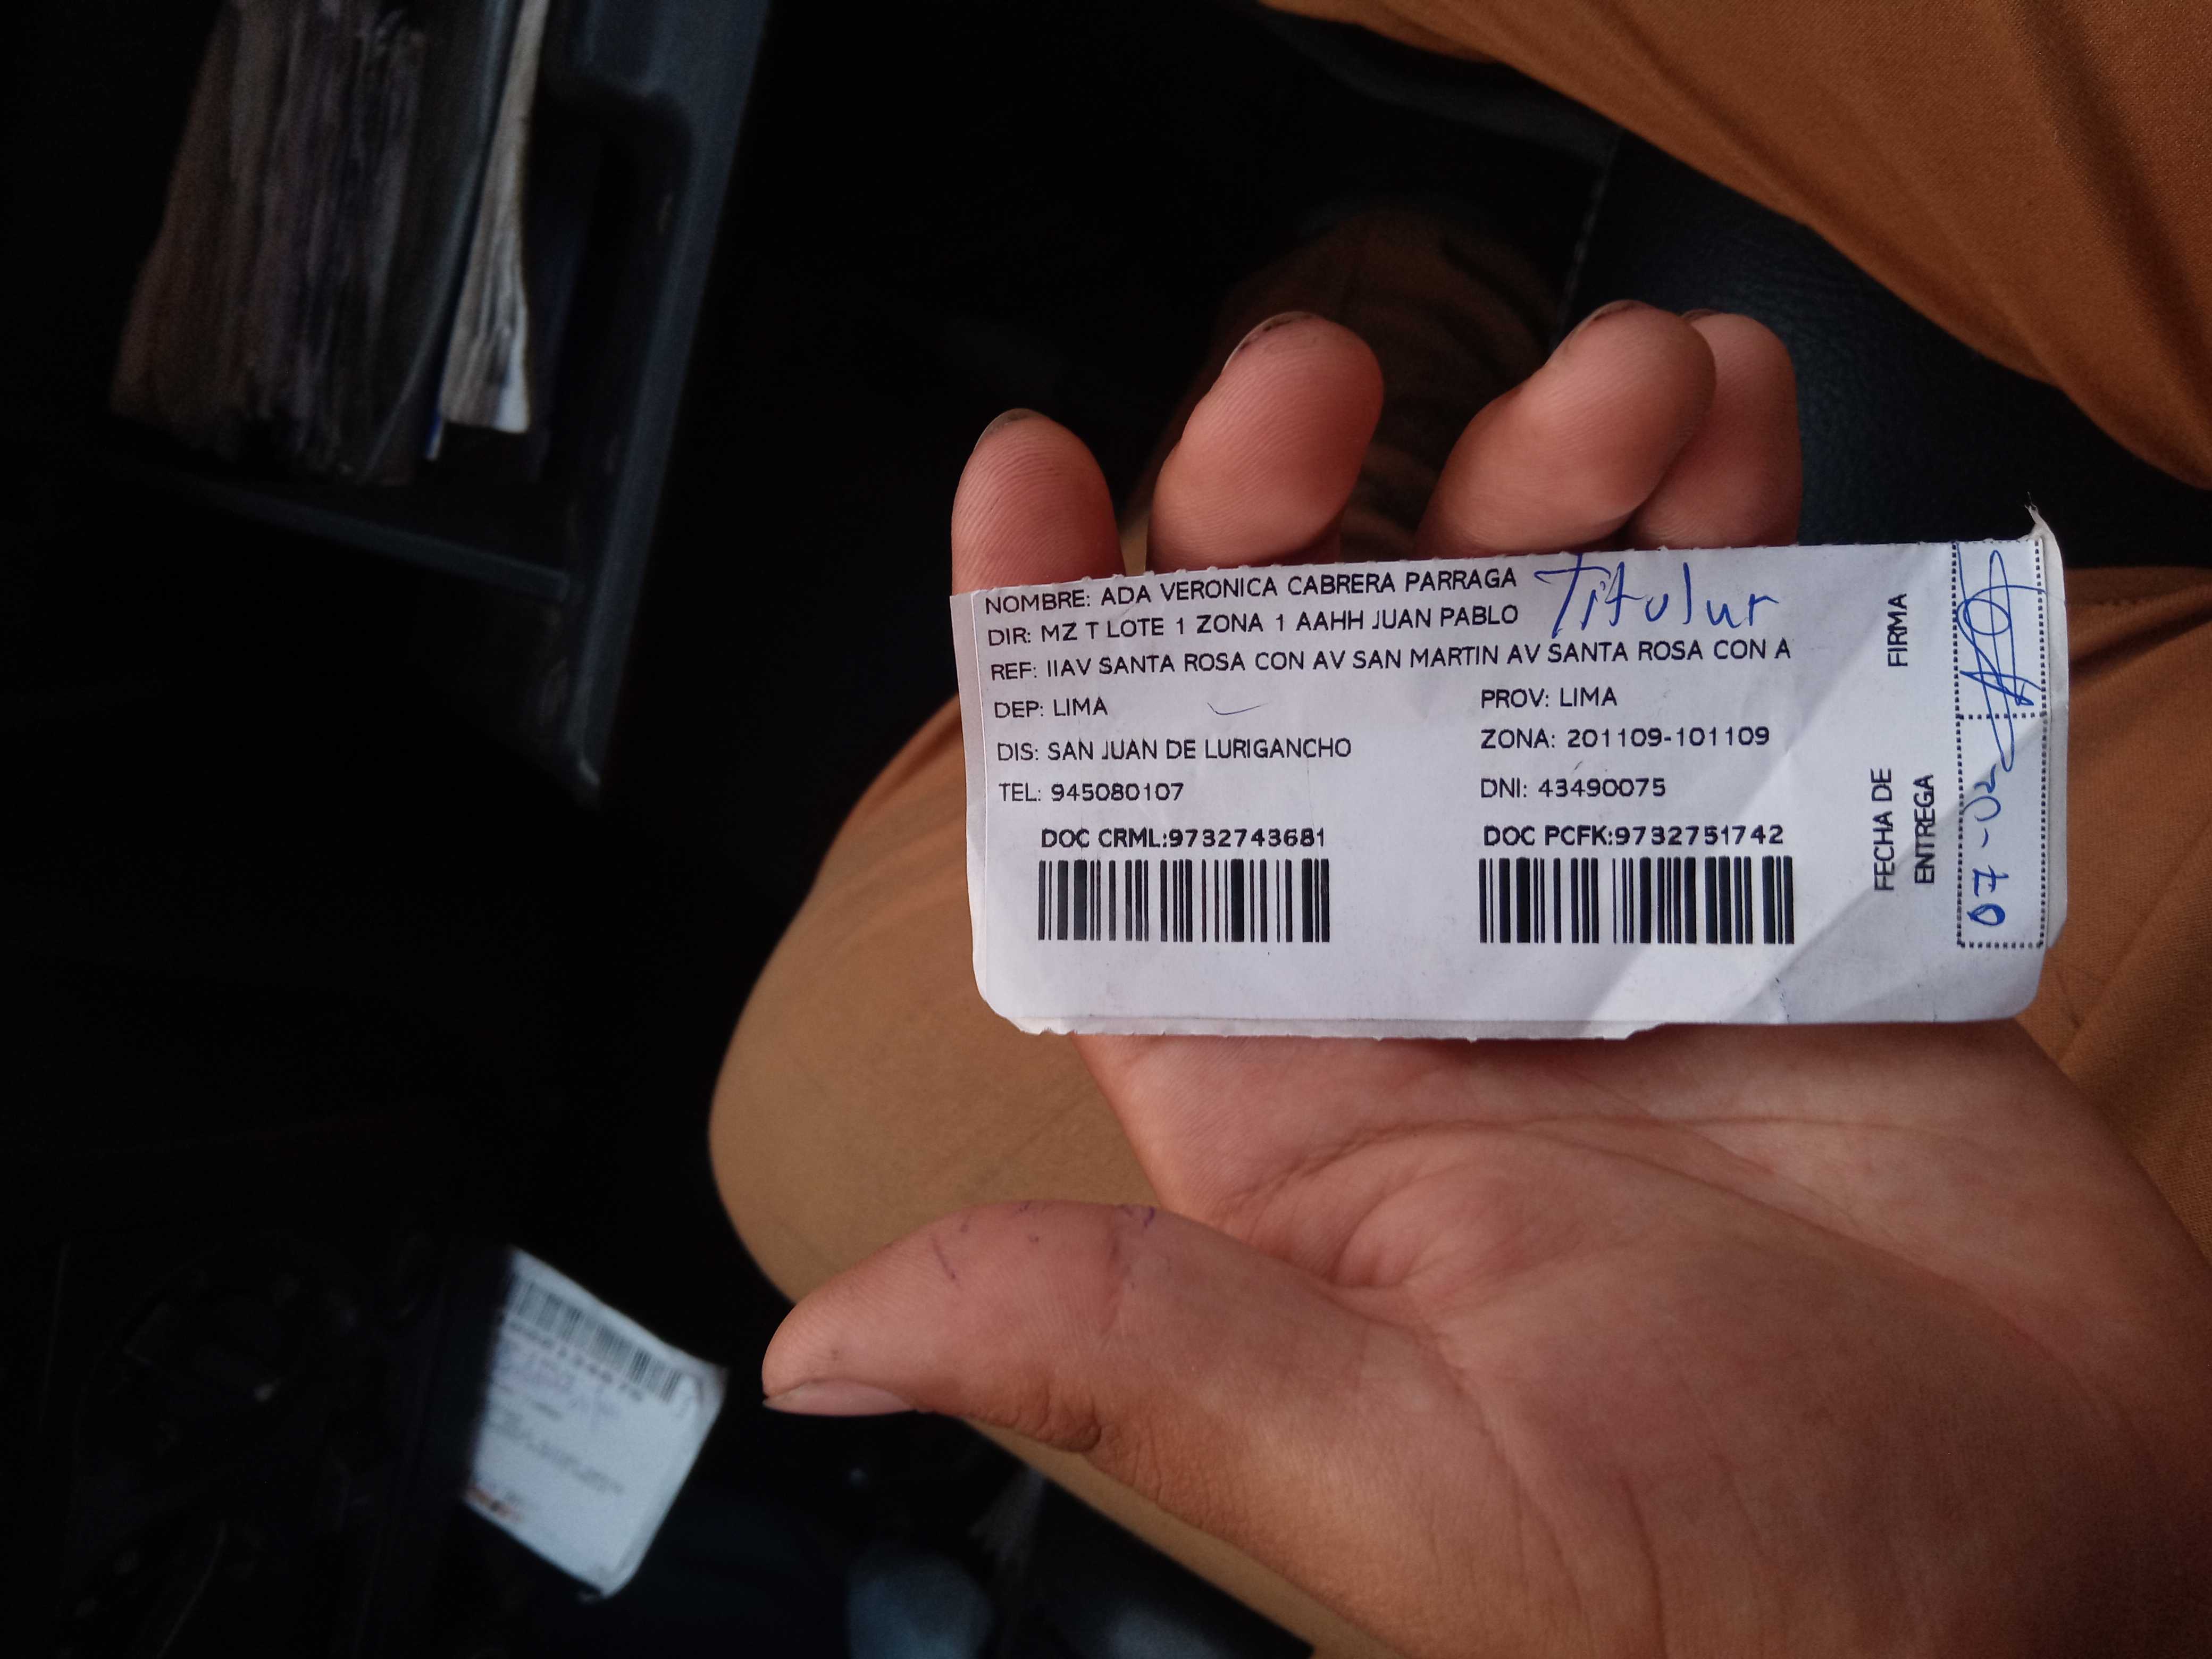 NOMBRE: ADA VERONICA CABRERA PARRAGA
Titular
DIR: MZ T LOTE 1 ZONA 1 AAHH JUAN PABLO
REF: IIAV SANTA ROSA CON AV SAN MARTIN AV SANTA ROSA CON A
DEP: LIMA
PROV: LIMA
DIS: SAN JUAN DE LURIGANCHO
ZONA: 201109-101109
TEL: 945080107
DNI: 43490075
DOC CRML:9732743681
DOC PCFK:9732751742
FIRMA
FECHA DE
ENTREGA
07-02